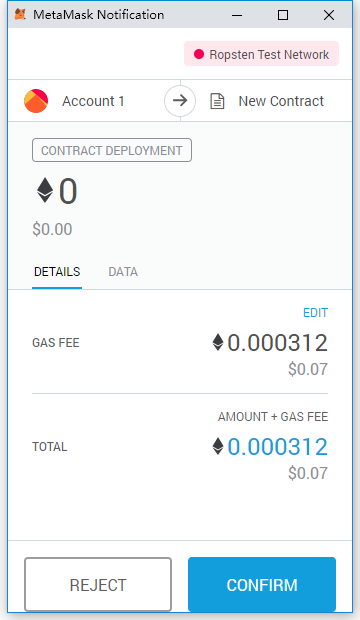 MetaMask Notification
Ropsten Test Network
Account 1
New Contract
CONTRACT DEPLOYMENT
0
$0.00
DETAILS DATA
EDIT
GAS FEE 0.000312
$0.07
AMOUNT + GAS FEE
TOTAL 0.000312
$0.07
REJECT CONFIRM